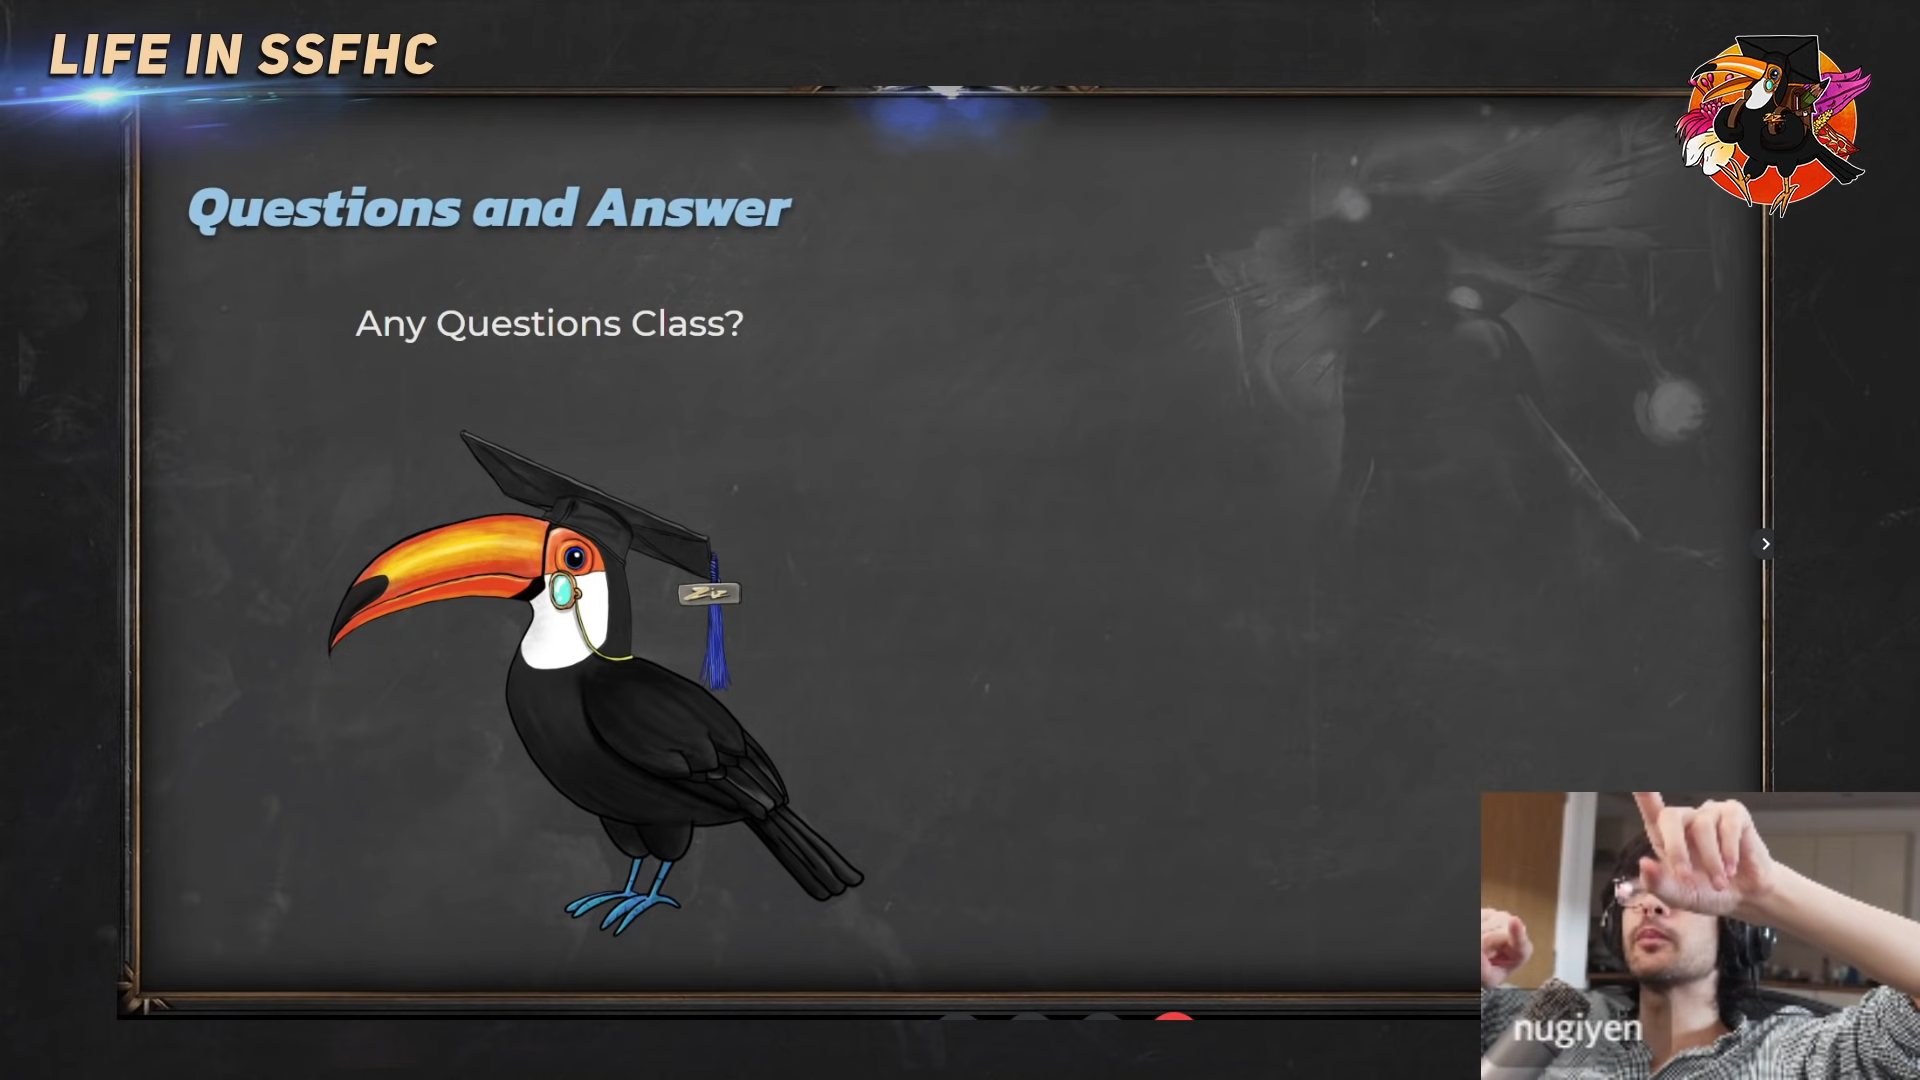 LIFE IN SSFHC
Questions and Answer
Any Questions Class?
nugiyen